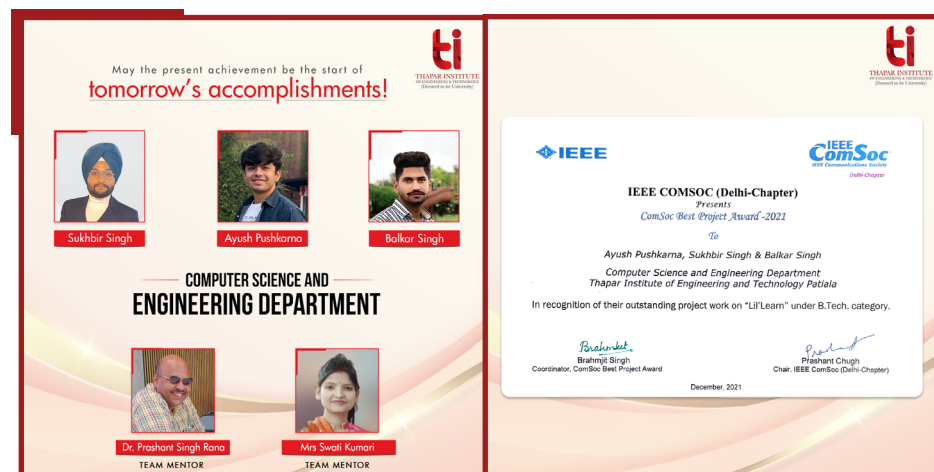 May the present achievement be the start of
tomorrow's accomplishments!
ti
THAPAR INSTITUTE
OF ENGINEERING & TECHNOLOGY
(Deemed to be University)
Sukhbir Singh
Ayush Pushkarna
Balkar Singh
COMPUTER SCIENCE AND
ENGINEERING DEPARTMENT
Dr. Prashant Singh Rana
TEAM MENTOR
Mrs Swati Kumari
TEAM MENTOR
ti
THAPAR INSTITUTE
OF ENGINEERING & TECHNOLOGY
(Deemed to be University)
IEEE
IEEE
ComSoc
IEEE Communications Society
Delhi-Chapter
IEEE COMSOC (Delhi-Chapter)
Presents
ComSoc Best Project Award -2021
To
Ayush Pushkarna, Sukhbir Singh & Balkar Singh
Computer Science and Engineering Department
Thapar Institute of Engineering and Technology Patiala
In recognition of their outstanding project work on "Lil'Learn" under B.Tech. category.
Brahmjit Singh
Coordinator, ComSoc Best Project Award
Prashant Chugh
Chair, IEEE ComSoc (Delhi-Chapter)
December, 2021